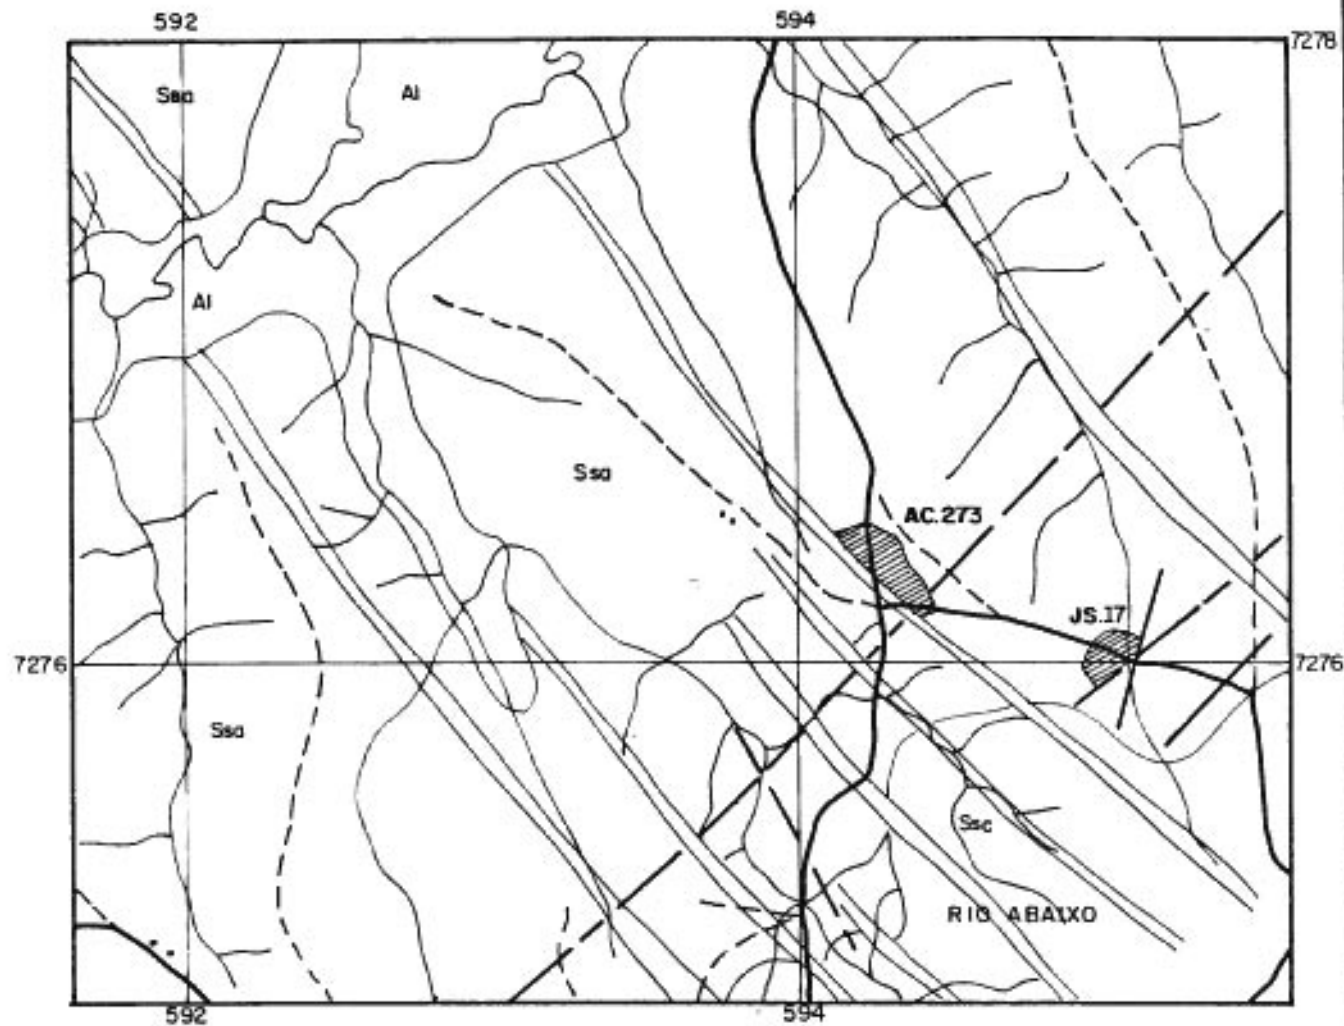 592 594
7278
Ssa Al
Al
Ssa
AC.273
JS.17
7276 7276
Ssa
Ssc
RIO ABAIXO
592 594